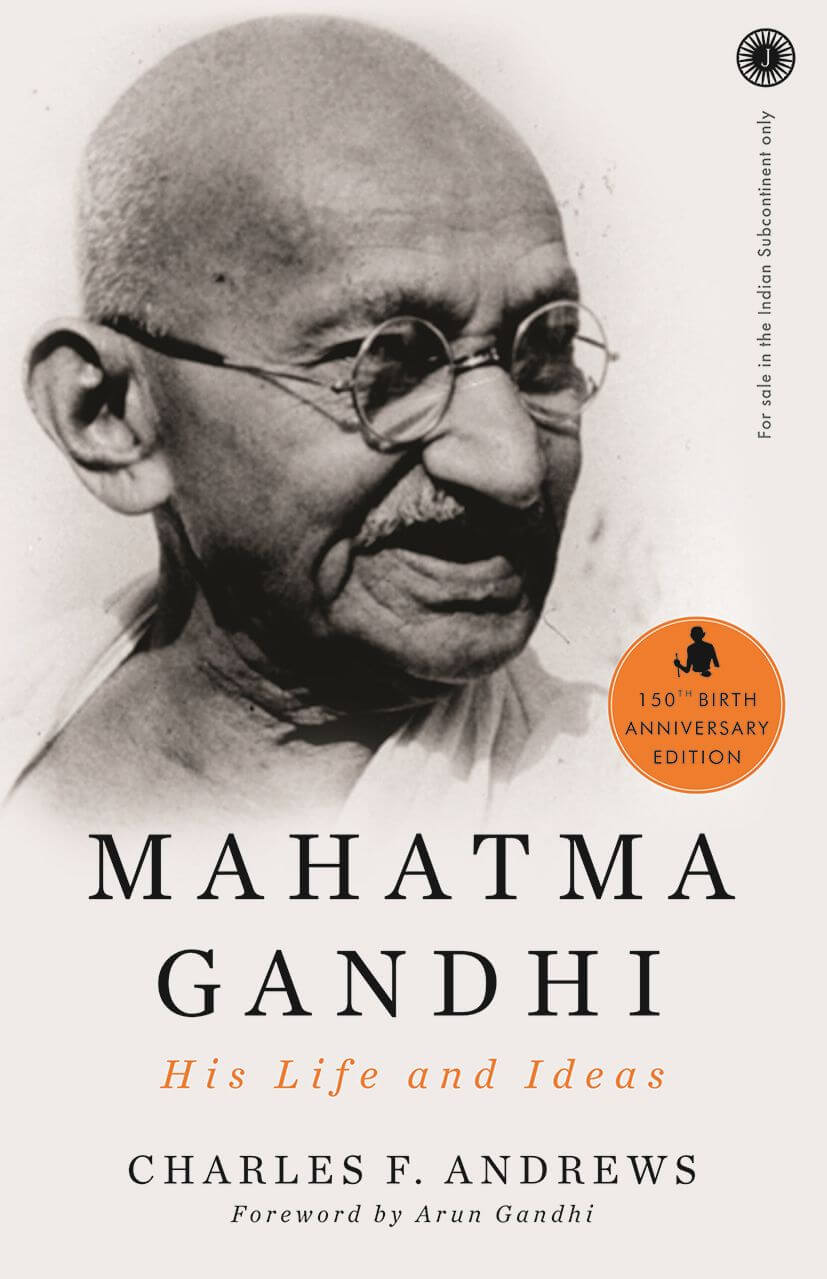 J
For sale in the Indian Subcontinent only
150TH BIRTH
ANNIVERSARY
EDITION
MAHATMA
GANDHI
His Life and Ideas
CHARLES F. ANDREWS
Foreword by Arun Gandhi